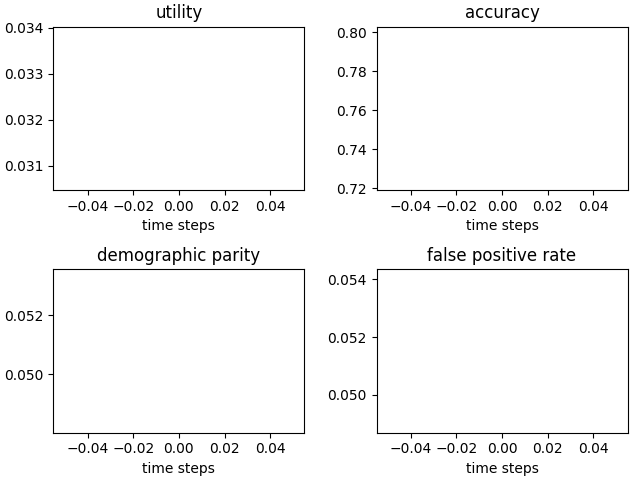 utility
0.034
0.033
0.032
0.031
−0.04 −0.02 0.00 0.02 0.04
time steps
accuracy
0.80
0.78
0.76
0.74
0.72
−0.04 −0.02 0.00 0.02 0.04
time steps
demographic parity
0.052
0.050
−0.04 −0.02 0.00 0.02 0.04
time steps
false positive rate
0.054
0.052
0.050
−0.04 −0.02 0.00 0.02 0.04
time steps